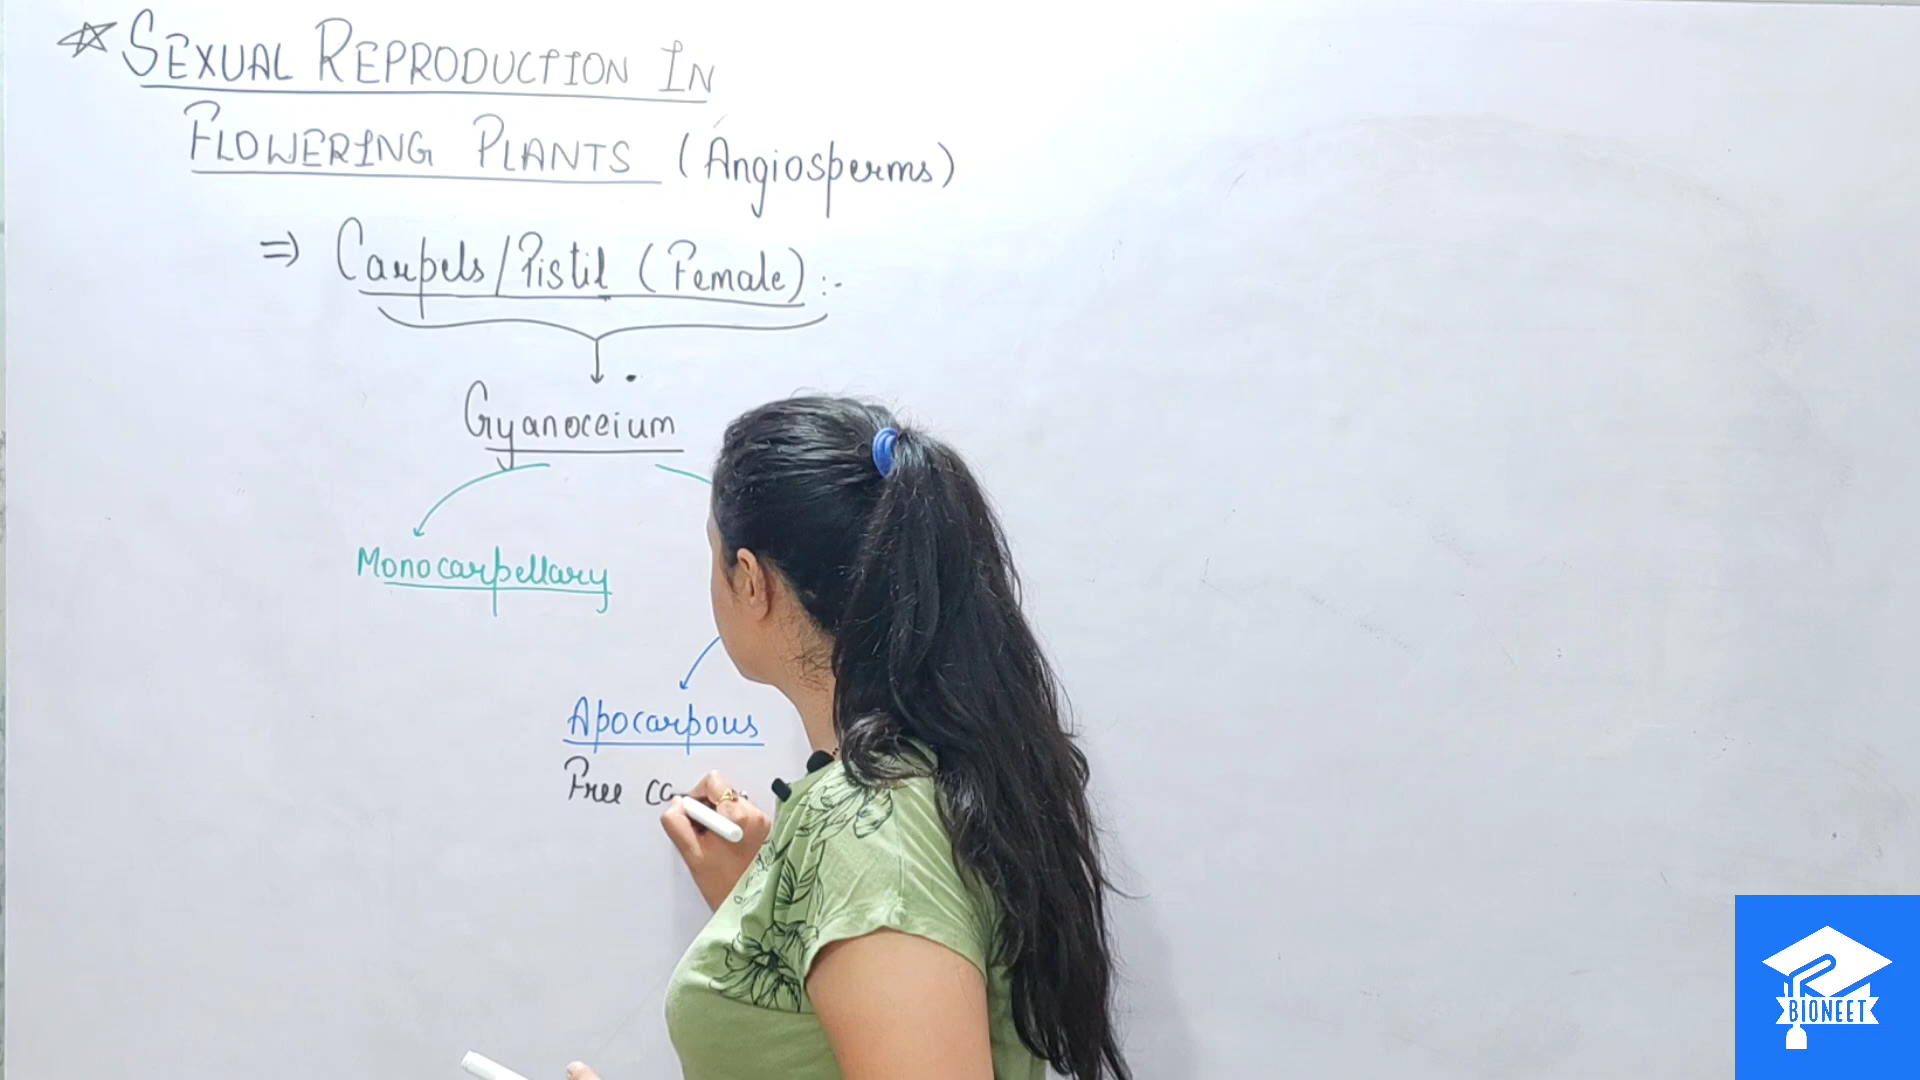 SEXUAL REPRODUCTION IN
FLOWERING PLANTS (Angiosperms)
=> Carpels/Pistil (Female) :-
Gyanoceium
Monocarpellary
Apocarpous
Free
BIONEET